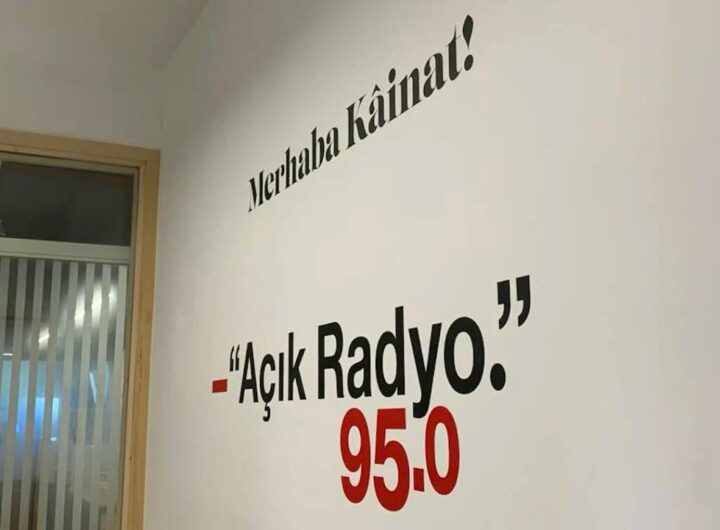 Merhaba Kâinat!
–“Açık Radyo.”
95.0